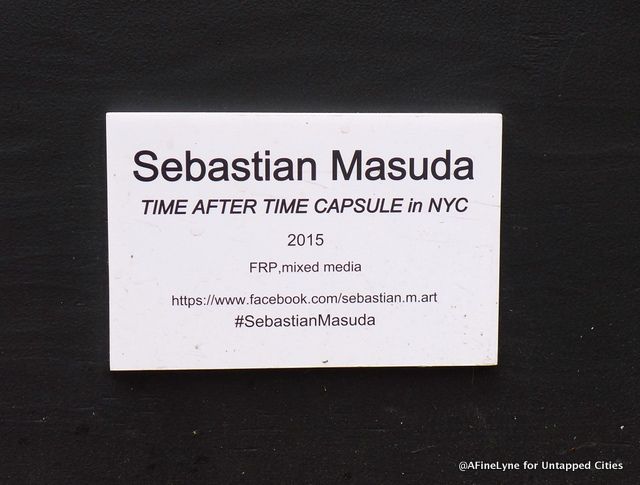 Sebastian Masuda
TIME AFTER TIME CAPSULE in NYC
2015
FRP,mixed media
https://www.facebook.com/sebastian.m.art
#SebastianMasuda
@AFineLyne for Untapped Cities